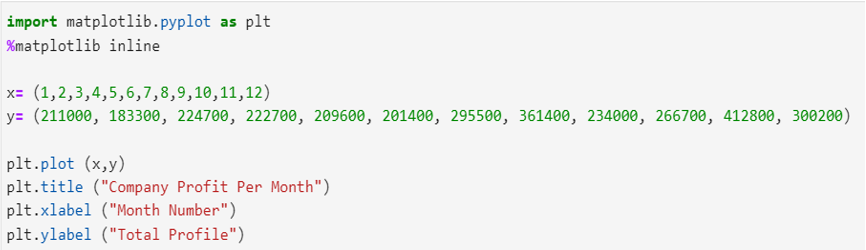 import matplotlib.pyplot as plt
%matplotlib inline
x= (1,2,3,4,5,6,7,8,9,10,11,12)
y= (211000, 183300, 224700, 222700, 209600, 201400, 295500, 361400, 234000, 266700, 412800, 300200)
plt.plot (x,y)
plt.title ("Company Profit Per Month")
plt.xlabel ("Month Number")
plt.ylabel ("Total Profile")